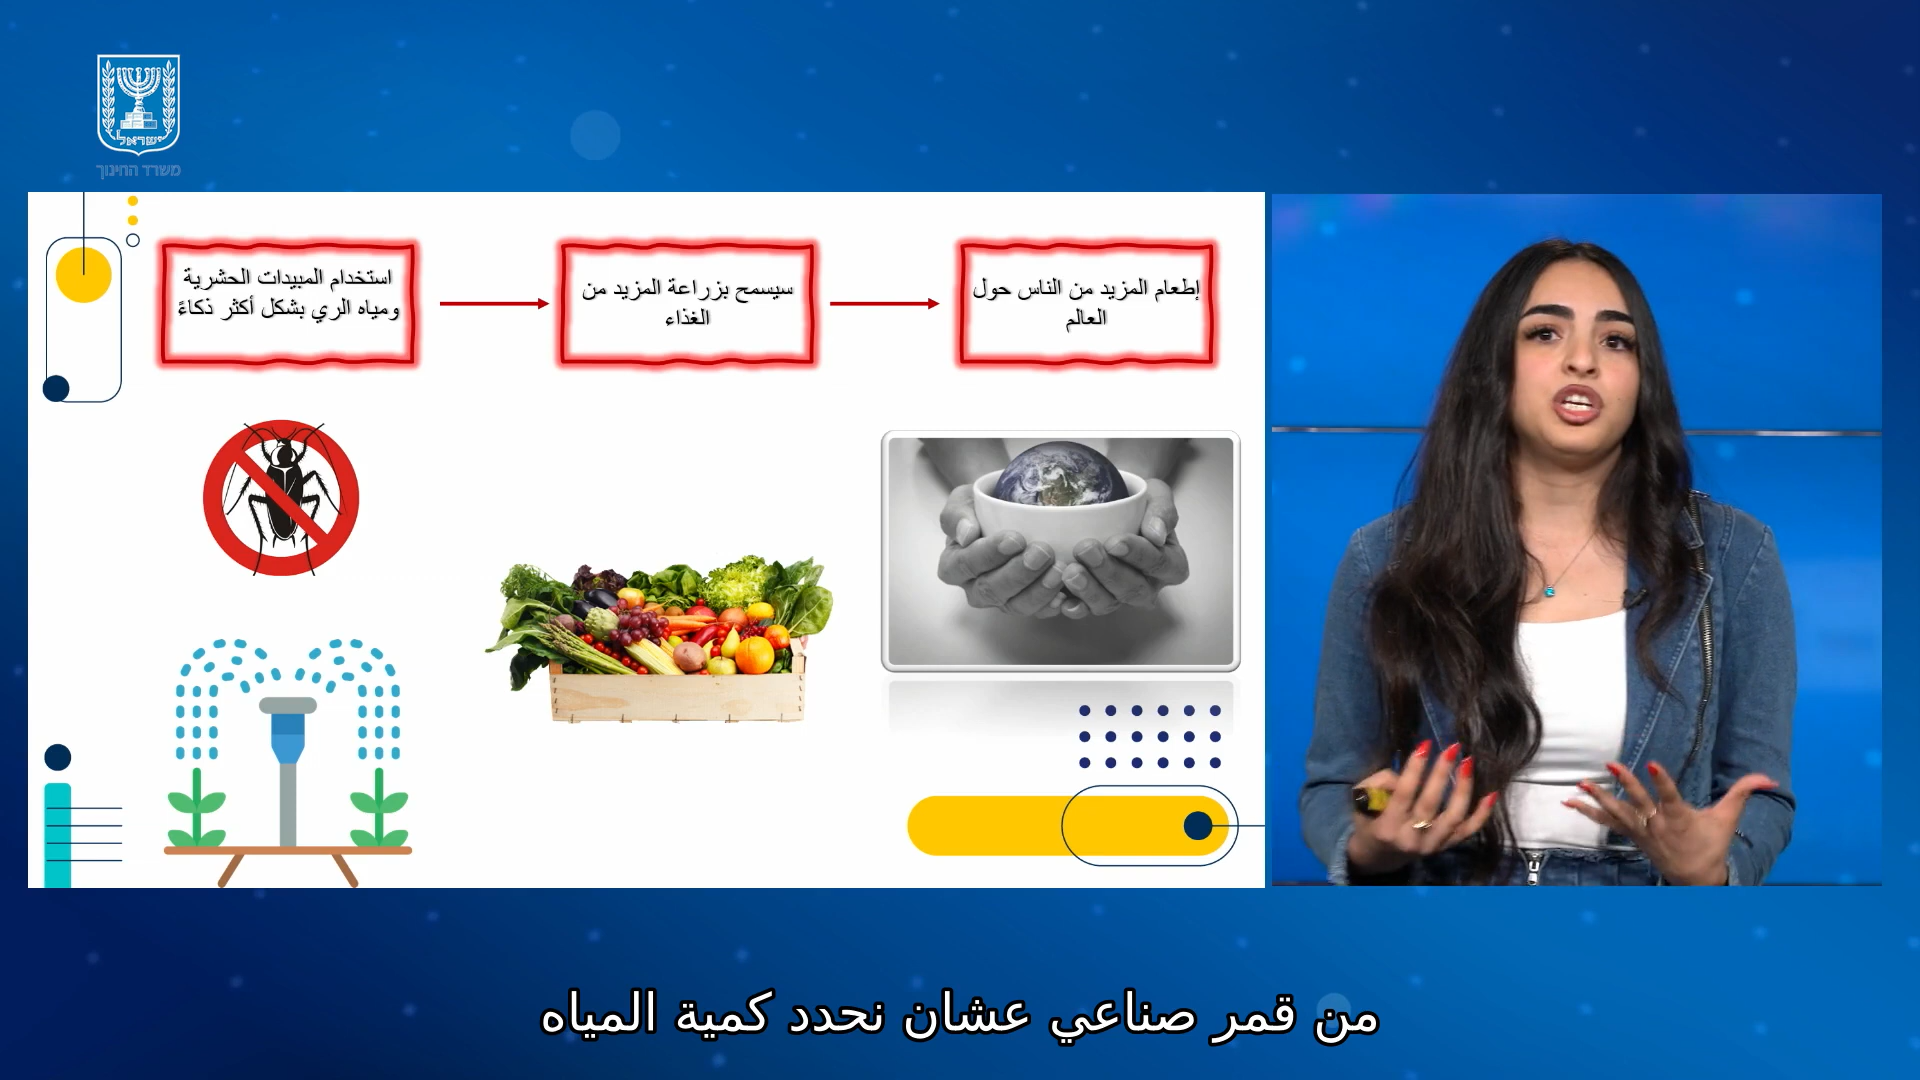 ישראל
משרד החינוך
استخدام المبيدات الحشرية
ومياه الري بشكل أكثر ذكاءً
سيسمح بزراعة المزيد من
الغذاء
إطعام المزيد من الناس حول
العالم
من قمر صناعي عشان نحدد كمية المياه